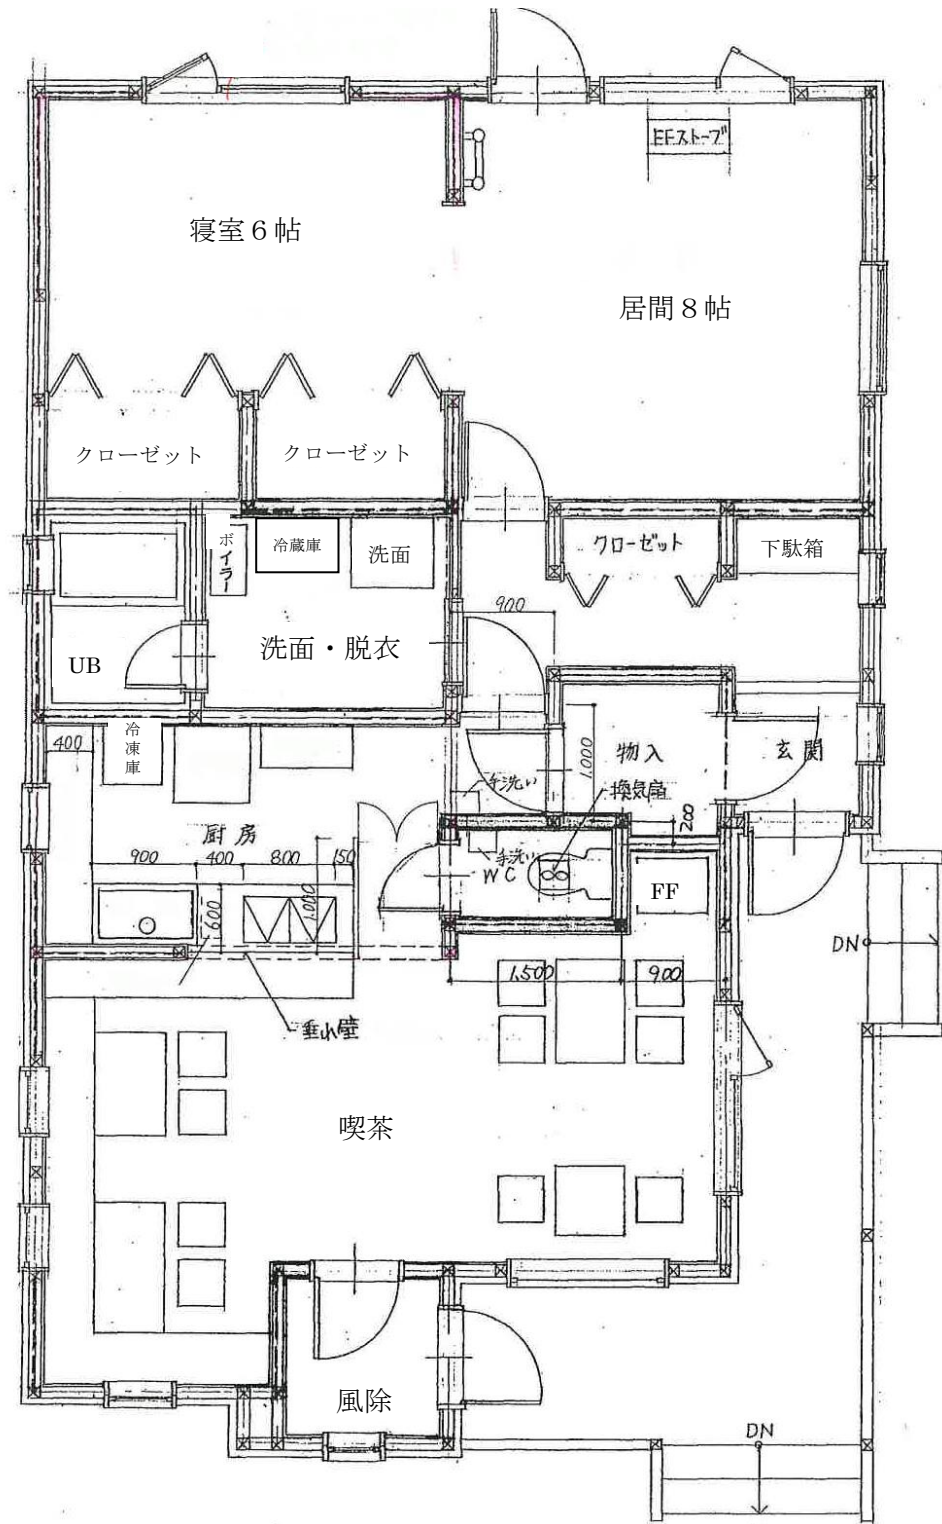 FFストーブ
寝室６帖
居間８帖
クローゼット
クローゼット
ボイラー
冷蔵庫
洗面
クローゼット
下駄箱
900
洗面・脱衣
UB
冷凍庫
400
物入
玄関
1.000
手洗い
換気扇
200
厨房
900
400
800
150
手洗い
WC
FF
600
1.000
DN
1.500
900
垂れ壁
喫茶
風除
DN